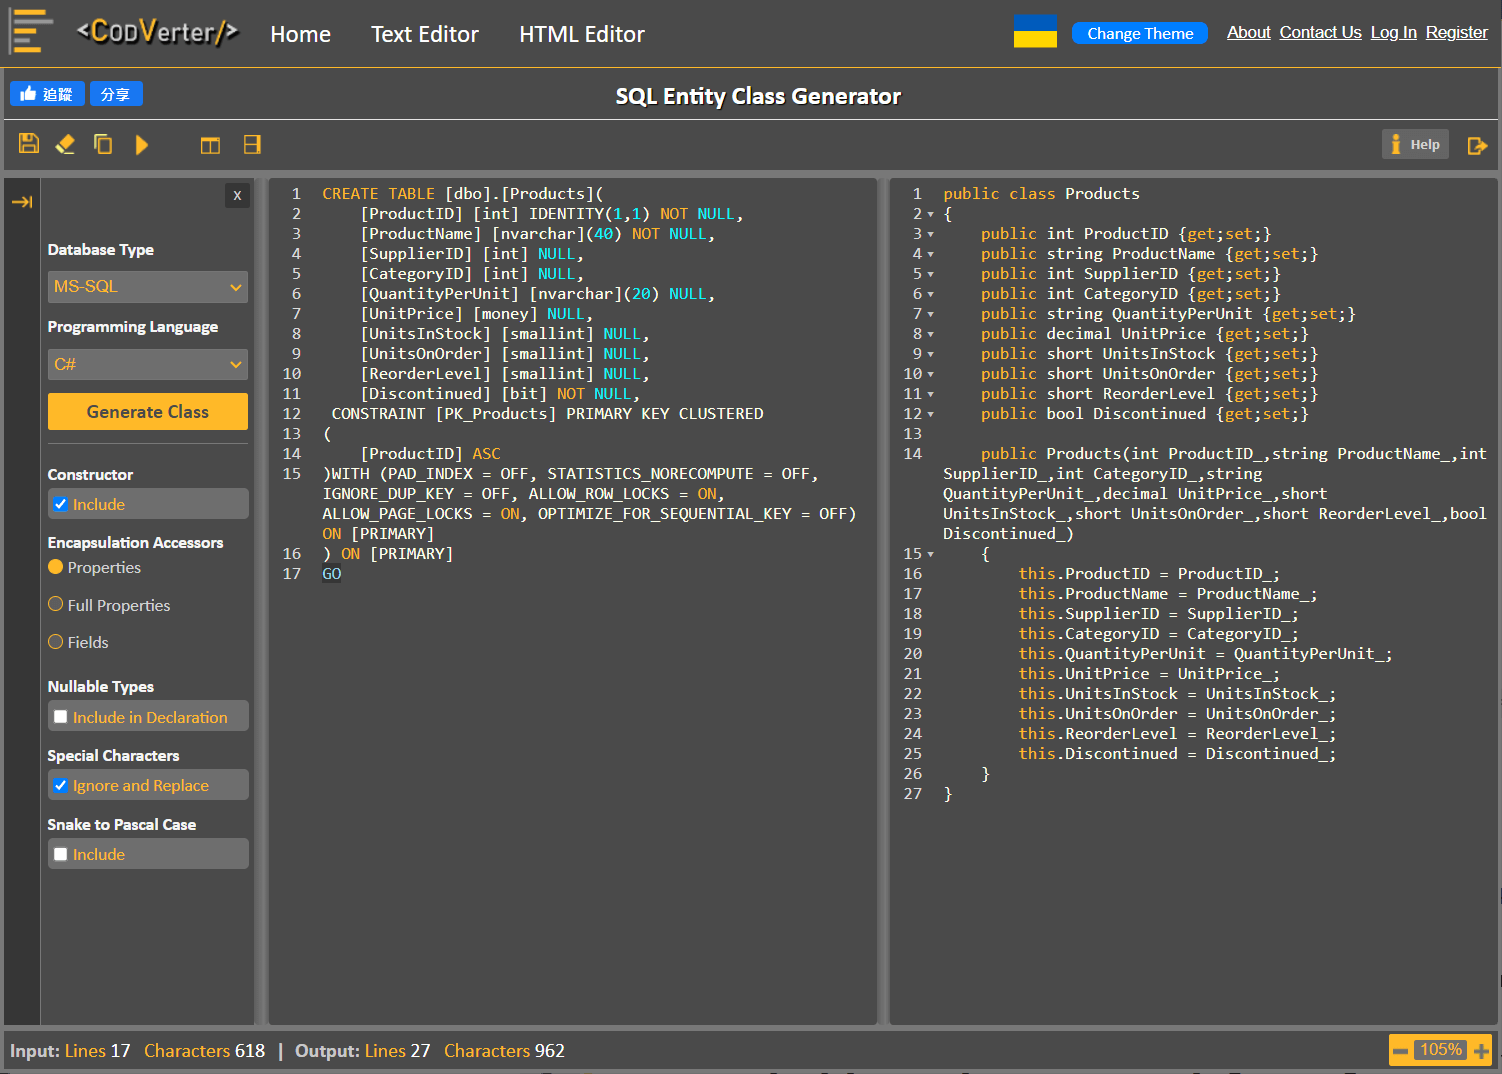 <CodVerter/> Home Text Editor HTML Editor Change Theme About Contact Us Log In Register
追蹤 分享 SQL Entity Class Generator
Help
x
Database Type
MS-SQL
Programming Language
C#
Generate Class
Constructor
Include
Encapsulation Accessors
Properties
Full Properties
Fields
Nullable Types
Include in Declaration
Special Characters
Ignore and Replace
Snake to Pascal Case
Include
1 CREATE TABLE [dbo].[Products](
2 [ProductID] [int] IDENTITY(1,1) NOT NULL,
3 [ProductName] [nvarchar](40) NOT NULL,
4 [SupplierID] [int] NULL,
5 [CategoryID] [int] NULL,
6 [QuantityPerUnit] [nvarchar](20) NULL,
7 [UnitPrice] [money] NULL,
8 [UnitsInStock] [smallint] NULL,
9 [UnitsOnOrder] [smallint] NULL,
10 [ReorderLevel] [smallint] NULL,
11 [Discontinued] [bit] NOT NULL,
12 CONSTRAINT [PK_Products] PRIMARY KEY CLUSTERED
13 (
14 [ProductID] ASC
15 )WITH (PAD_INDEX = OFF, STATISTICS_NORECOMPUTE = OFF,
IGNORE_DUP_KEY = OFF, ALLOW_ROW_LOCKS = ON,
ALLOW_PAGE_LOCKS = ON, OPTIMIZE_FOR_SEQUENTIAL_KEY = OFF)
ON [PRIMARY]
16 ) ON [PRIMARY]
17 GO
1 public class Products
2 {
3 public int ProductID {get;set;}
4 public string ProductName {get;set;}
5 public int SupplierID {get;set;}
6 public int CategoryID {get;set;}
7 public string QuantityPerUnit {get;set;}
8 public decimal UnitPrice {get;set;}
9 public short UnitsInStock {get;set;}
10 public short UnitsOnOrder {get;set;}
11 public short ReorderLevel {get;set;}
12 public bool Discontinued {get;set;}
13
14 public Products(int ProductID_,string ProductName_,int
SupplierID_,int CategoryID_,string
QuantityPerUnit_,decimal UnitPrice_,short
UnitsInStock_,short UnitsOnOrder_,short ReorderLevel_,bool
Discontinued_)
15 {
16 this.ProductID = ProductID_;
17 this.ProductName = ProductName_;
18 this.SupplierID = SupplierID_;
19 this.CategoryID = CategoryID_;
20 this.QuantityPerUnit = QuantityPerUnit_;
21 this.UnitPrice = UnitPrice_;
22 this.UnitsInStock = UnitsInStock_;
23 this.UnitsOnOrder = UnitsOnOrder_;
24 this.ReorderLevel = ReorderLevel_;
25 this.Discontinued = Discontinued_;
26 }
27 }
Input: Lines 17 Characters 618 | Output: Lines 27 Characters 962 105%